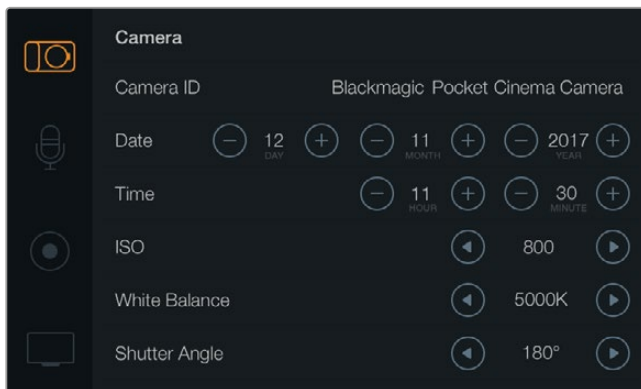 Camera
Camera ID Blackmagic Pocket Cinema Camera
Date 12 DAY 11 MONTH 2017 YEAR
Time 11 HOUR 30 MINUTE
ISO 800
White Balance 5000K
Shutter Angle 180°